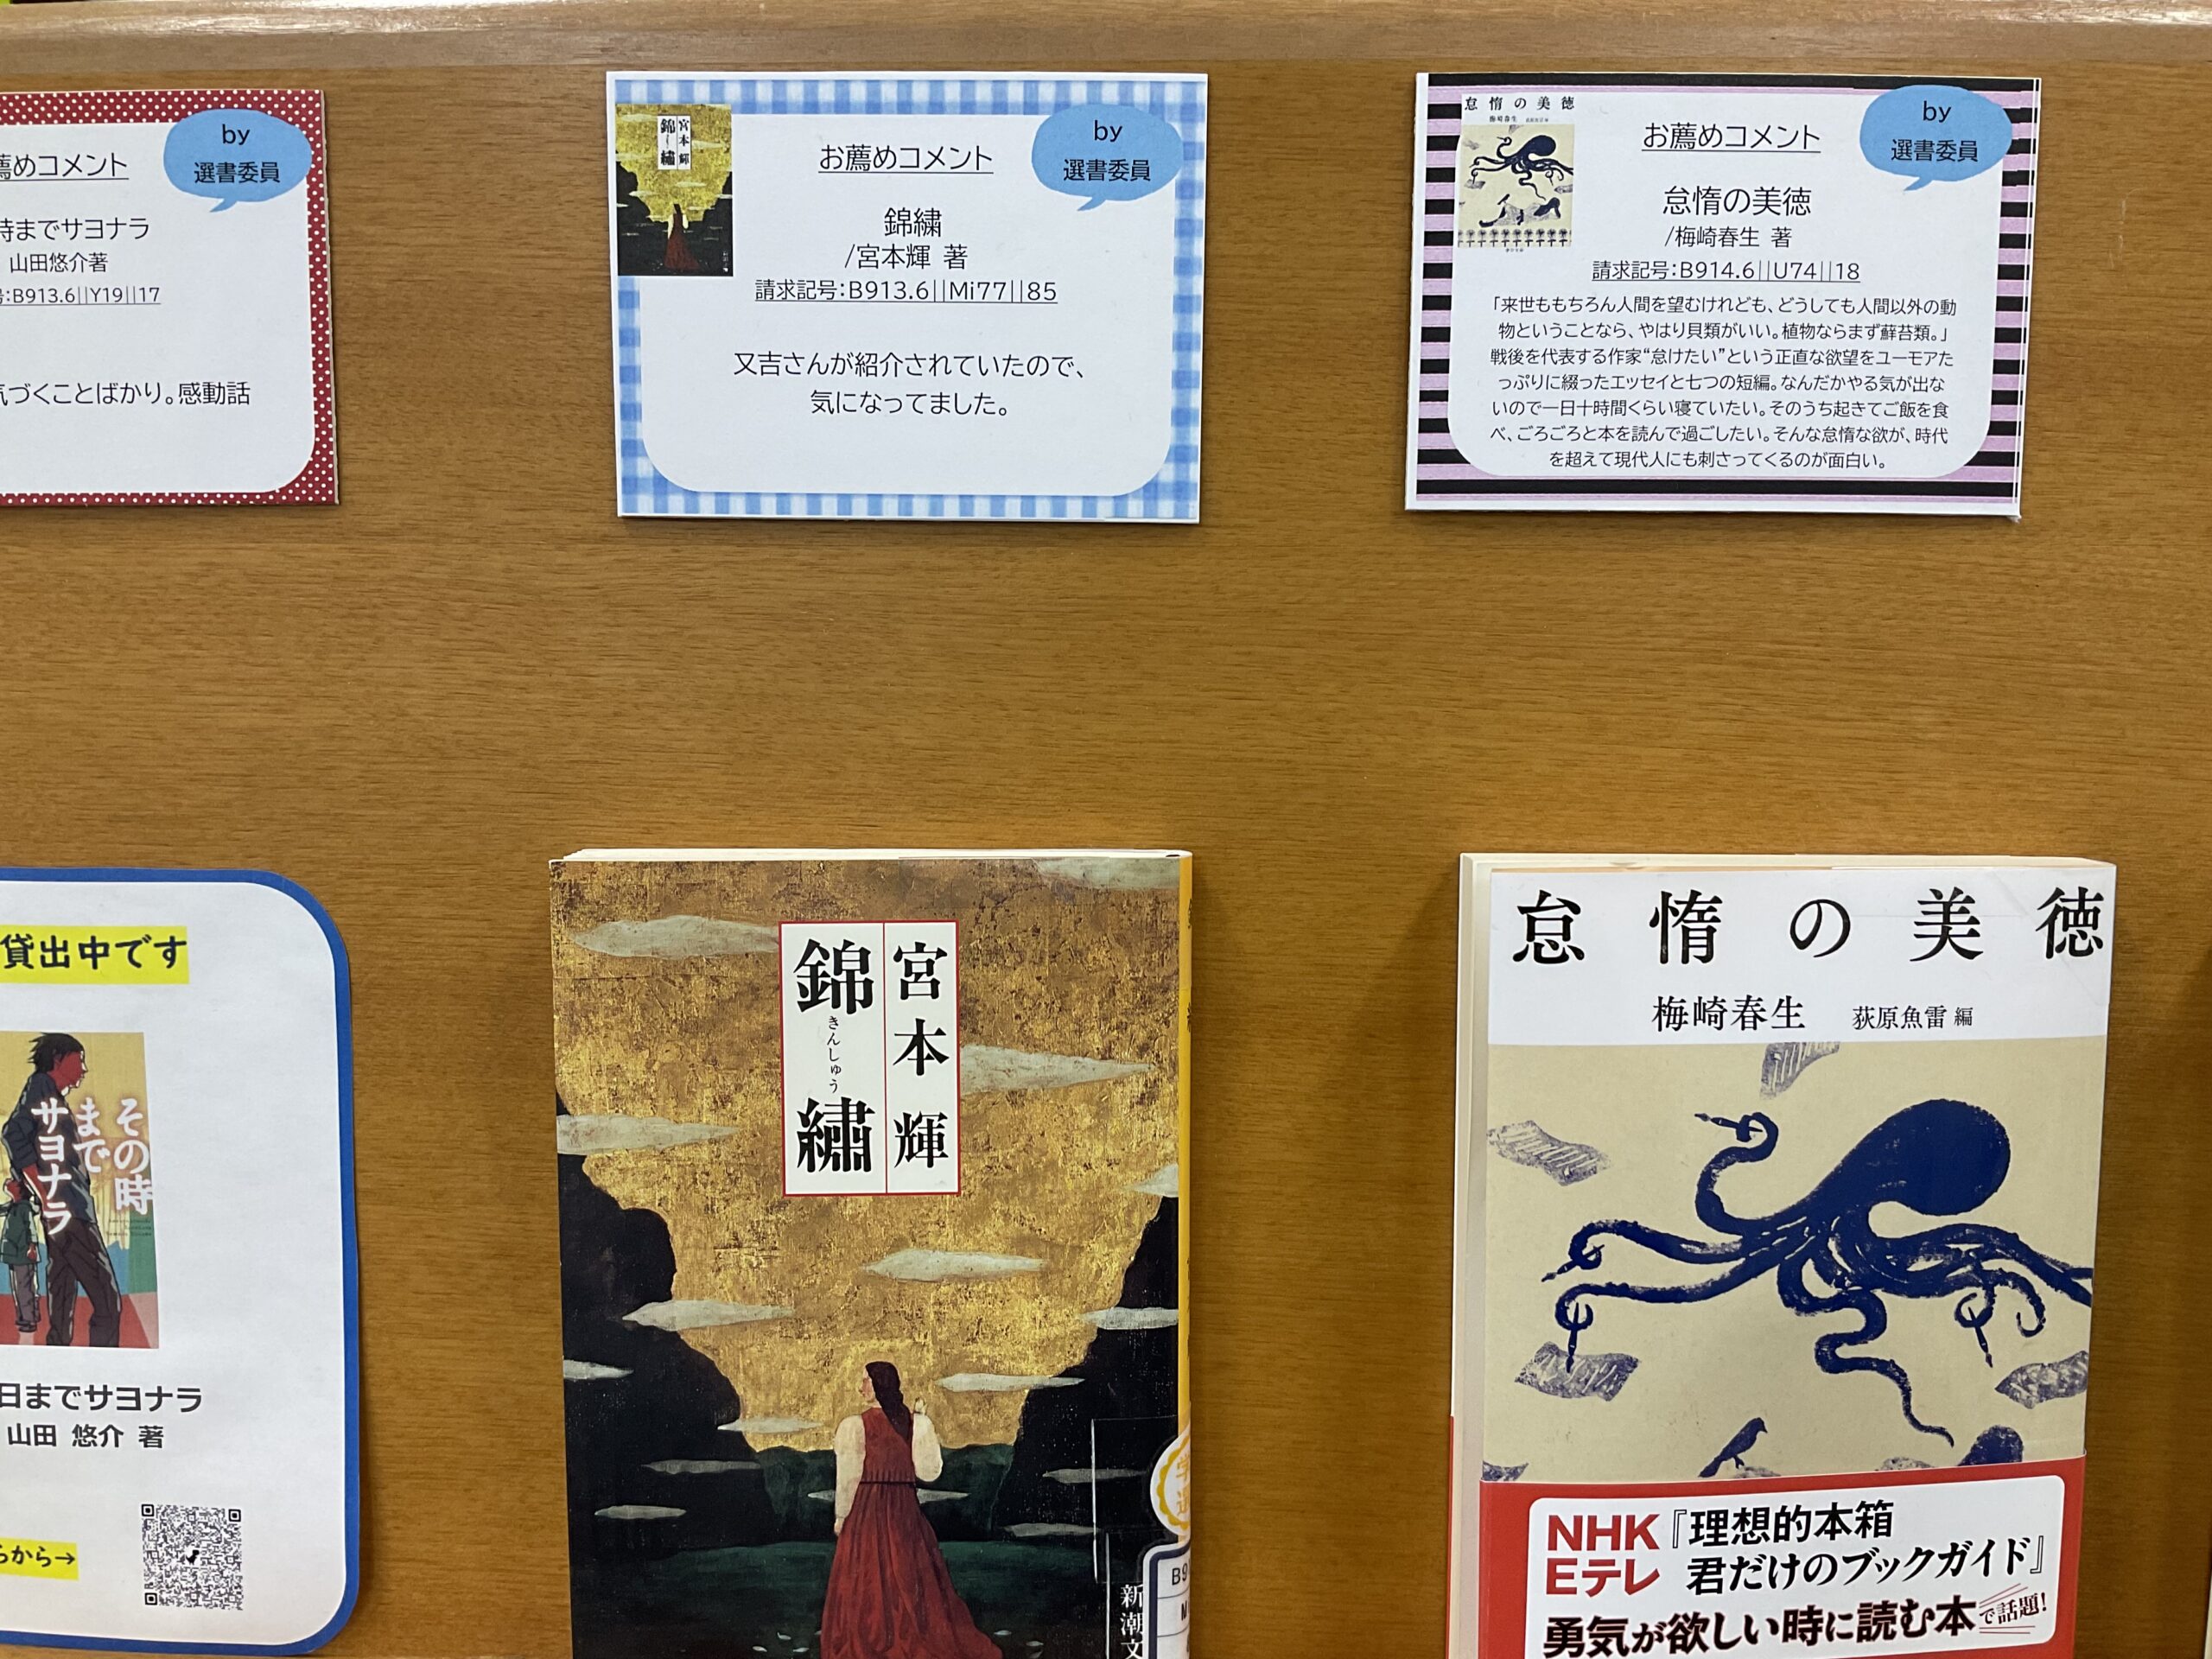 by
選書委員
薦めコメント
時までサヨナラ
山田悠介著
号:B913.6||Y19||17
気づくことばかり。感動話
宮本輝
錦繍
by
選書委員
お薦めコメント
錦繍
/宮本輝 著
請求記号:B913.6||Mi77||85
又吉さんが紹介されていたので、
気になってました。
怠惰の美徳
梅崎春生
by
選書委員
お薦めコメント
怠惰の美徳
/梅崎春生 著
請求記号:B914.6||U74||18
「来世ももちろん人間を望むけれども、どうしても人間以外の動
物ということなら、やはり貝類がいい。植物ならまず蘚苔類。」
戦後を代表する作家“怠けたい”という正直な欲望をユーモアた
っぷりに綴ったエッセイと七つの短編。なんだかやる気が出な
いので一日十時間くらい寝ていたい。そのうち起きてご飯を食
べ、ごろごろと本を読んで過ごしたい。そんな怠惰な欲が、時代
を超えて現代人にも刺さってくるのが面白い。
貸出中です
その時
まで
サヨナラ
日までサヨナラ
山田 悠介 著
らから→
宮本輝
錦繍
きんしゅう
新潮文
B9
M
怠惰の美徳
梅崎春生 荻原魚雷 編
NHK
Eテレ
『理想的本箱
君だけのブックガイド』
勇気が欲しい時に読む本で話題!